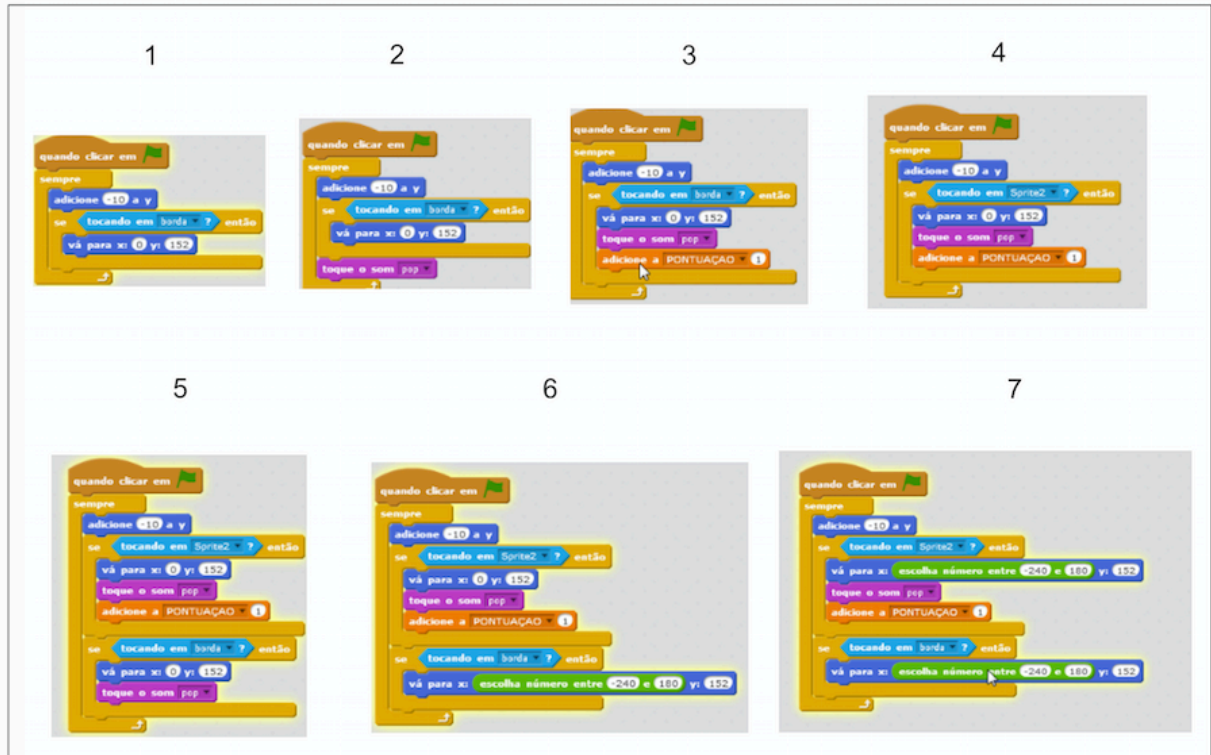 1
quando clicar em
sempre
adicione -10 a y
se tocando em borda ? então
vá para x: 0 y: 152
2
quando clicar em
sempre
adicione -10 a y
se tocando em borda ? então
vá para x: 0 y: 152
toque o som pop
3
quando clicar em
sempre
adicione -10 a y
se tocando em borda ? então
vá para x: 0 y: 152
toque o som pop
adicione a PONTUAÇAO 1
4
quando clicar em
sempre
adicione -10 a y
se tocando em Sprite2 ? então
vá para x: 0 y: 152
toque o som pop
adicione a PONTUAÇAO 1
5
quando clicar em
sempre
adicione -10 a y
se tocando em Sprite2 ? então
vá para x: 0 y: 152
toque o som pop
adicione a PONTUAÇAO 1
se tocando em borda ? então
vá para x: 0 y: 152
toque o som pop
6
quando clicar em
sempre
adicione -10 a y
se tocando em Sprite2 ? então
vá para x: 0 y: 152
toque o som pop
adicione a PONTUAÇAO 1
se tocando em borda ? então
vá para x: escolha número entre -240 e 180 y: 152
7
quando clicar em
sempre
adicione -10 a y
se tocando em Sprite2 ? então
vá para x: escolha número entre -240 e 180 y: 152
toque o som pop
adicione a PONTUAÇAO 1
se tocando em borda ? então
vá para x: escolha número entre -240 e 180 y: 152